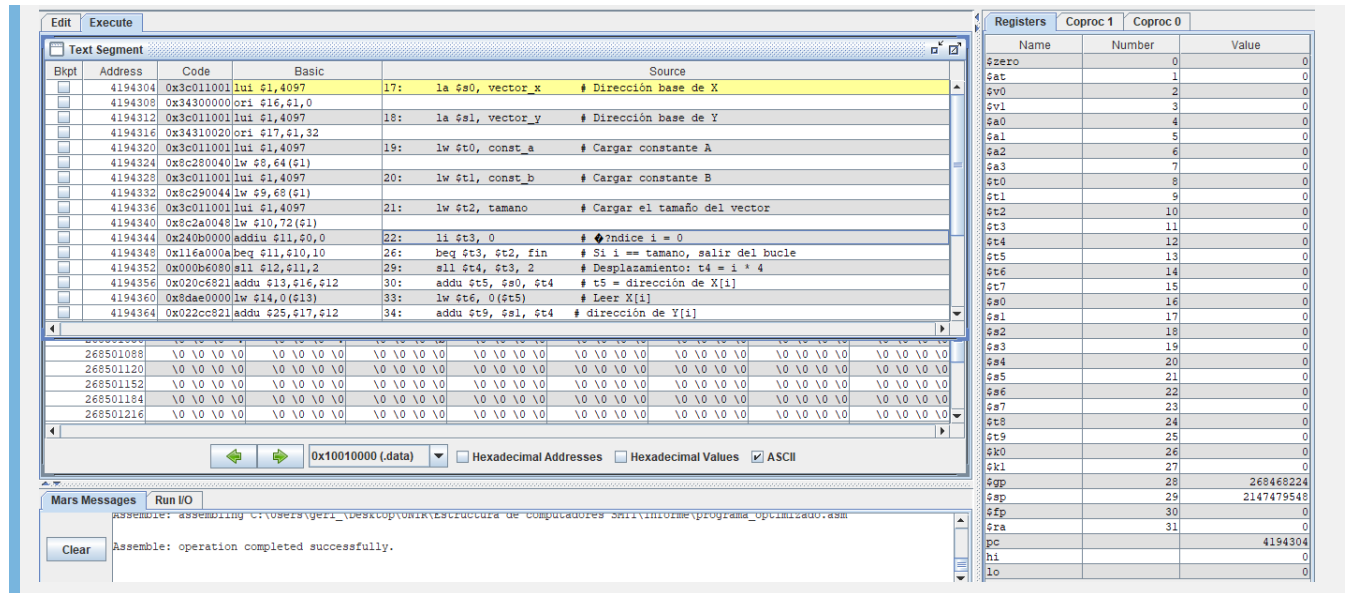 Edit Execute
Text Segment
Bkpt Address Code Basic Source
4194304 0x3c011001 lui $1,4097 17: la $s0, vector_x # Dirección base de X
4194308 0x34300000 ori $16,$1,0
4194312 0x3c011001 lui $1,4097 18: la $s1, vector_y # Dirección base de Y
4194316 0x34310020 ori $17,$1,32
4194320 0x3c011001 lui $1,4097 19: lw $t0, const_a # Cargar constante A
4194324 0x8c280040 lw $8,64($1)
4194328 0x3c011001 lui $1,4097 20: lw $t1, const_b # Cargar constante B
4194332 0x8c290044 lw $9,68($1)
4194336 0x3c011001 lui $1,4097 21: lw $t2, tamano # Cargar el tamaño del vector
4194340 0x8c2a0048 lw $10,72($1)
4194344 0x240b0000 addiu $11,$0,0 22: li $t3, 0 # �?ndice i = 0
4194348 0x116a000a beq $11,$10,10 26: beq $t3, $t2, fin # Si i == tamano, salir del bucle
4194352 0x000b6080 sll $12,$11,2 29: sll $t4, $t3, 2 # Desplazamiento: t4 = i * 4
4194356 0x020c6821 addu $13,$16,$12 30: addu $t5, $s0, $t4 # t5 = dirección de X[i]
4194360 0x8dae0000 lw $14,0($13) 33: lw $t6, 0($t5) # Leer X[i]
4194364 0x022cc821 addu $25,$17,$12 34: addu $t9, $s1, $t4 # dirección de Y[i]
268501088 \0 \0 \0 \0 \0 \0 \0 \0 \0 \0 \0 \0 \0 \0 \0 \0 \0 \0 \0 \0 \0 \0 \0 \0 \0 \0 \0 \0 \0 \0 \0 \0
268501120 \0 \0 \0 \0 \0 \0 \0 \0 \0 \0 \0 \0 \0 \0 \0 \0 \0 \0 \0 \0 \0 \0 \0 \0 \0 \0 \0 \0 \0 \0 \0 \0
268501152 \0 \0 \0 \0 \0 \0 \0 \0 \0 \0 \0 \0 \0 \0 \0 \0 \0 \0 \0 \0 \0 \0 \0 \0 \0 \0 \0 \0 \0 \0 \0 \0
268501184 \0 \0 \0 \0 \0 \0 \0 \0 \0 \0 \0 \0 \0 \0 \0 \0 \0 \0 \0 \0 \0 \0 \0 \0 \0 \0 \0 \0 \0 \0 \0 \0
268501216 \0 \0 \0 \0 \0 \0 \0 \0 \0 \0 \0 \0 \0 \0 \0 \0 \0 \0 \0 \0 \0 \0 \0 \0 \0 \0 \0 \0 \0 \0 \0 \0
0x10010000 (.data) Hexadecimal Addresses Hexadecimal Values ASCII
Mars Messages Run I/O
Assemble: assembling C:\Users\geri_\Desktop\UNIR\Estructura de computadores SM11\Informe\programa_optimizado.asm
Clear
Assemble: operation completed successfully.
Registers Coproc 1 Coproc 0
Name Number Value
$zero 0 0
$at 1 0
$v0 2 0
$v1 3 0
$a0 4 0
$a1 5 0
$a2 6 0
$a3 7 0
$t0 8 0
$t1 9 0
$t2 10 0
$t3 11 0
$t4 12 0
$t5 13 0
$t6 14 0
$t7 15 0
$s0 16 0
$s1 17 0
$s2 18 0
$s3 19 0
$s4 20 0
$s5 21 0
$s6 22 0
$s7 23 0
$t8 24 0
$t9 25 0
$k0 26 0
$k1 27 0
$gp 28 268468224
$sp 29 2147479548
$fp 30 0
$ra 31 0
pc 4194304
hi 0
lo 0